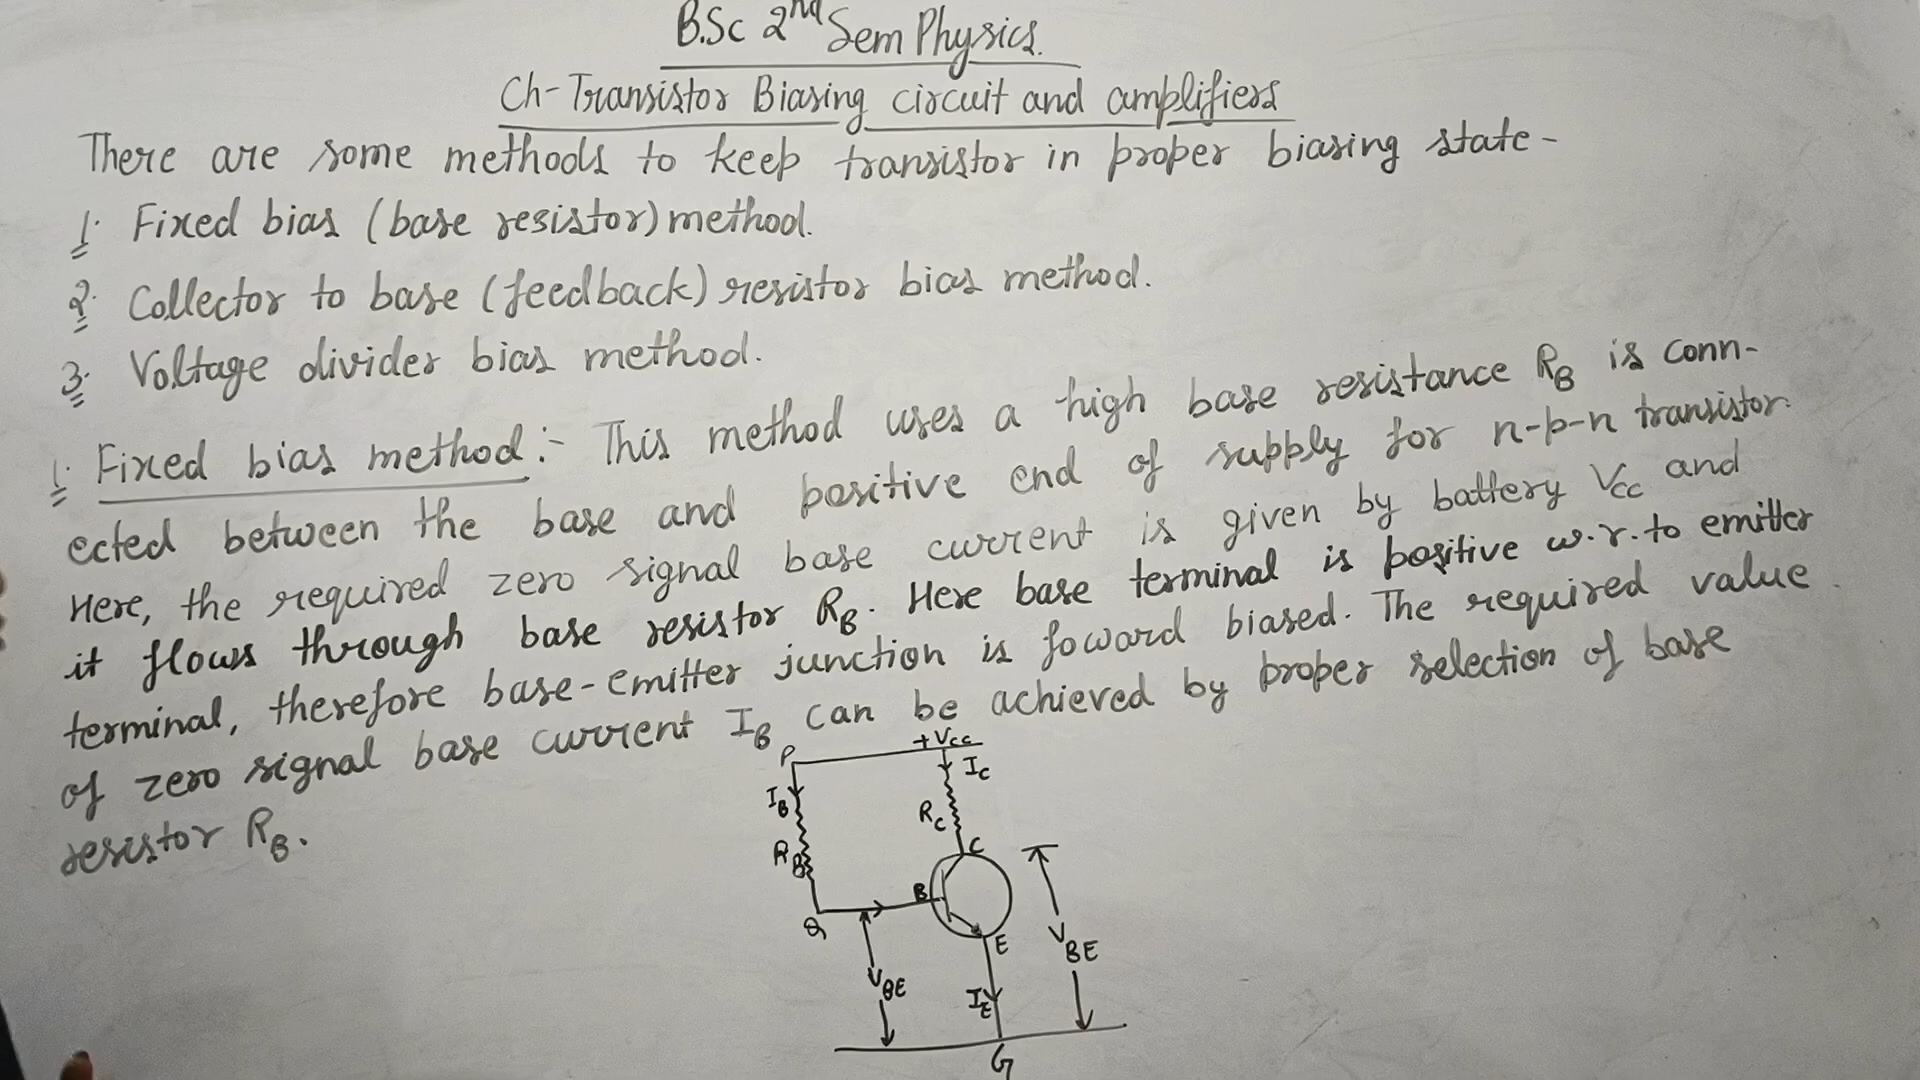 B.Sc 2nd Sem Physics.
Ch-Transistor Biasing circuit and amplifiers
There are some methods to keep transistor in proper biasing state -
1. Fixed bias (base resistor) method.
2. Collector to base (feedback) resistor bias method.
3. Voltage divider bias method.
1. Fixed bias method :- This method uses a high base resistance RB is conn-
ected between the base and positive end of supply for n-p-n transistor.
Here, the required zero signal base current is given by battery Vcc and
it flows through base resistor RB. Here base terminal is positive w.r.to emitter
terminal, therefore base-emitter junction is foward biased. The required value
of zero signal base current IB can be achieved by proper selection of base
resistor RB.
P
+Vcc
IB
IC
RC
RB
C
B
Q
E
VBE
VBE
IE
G